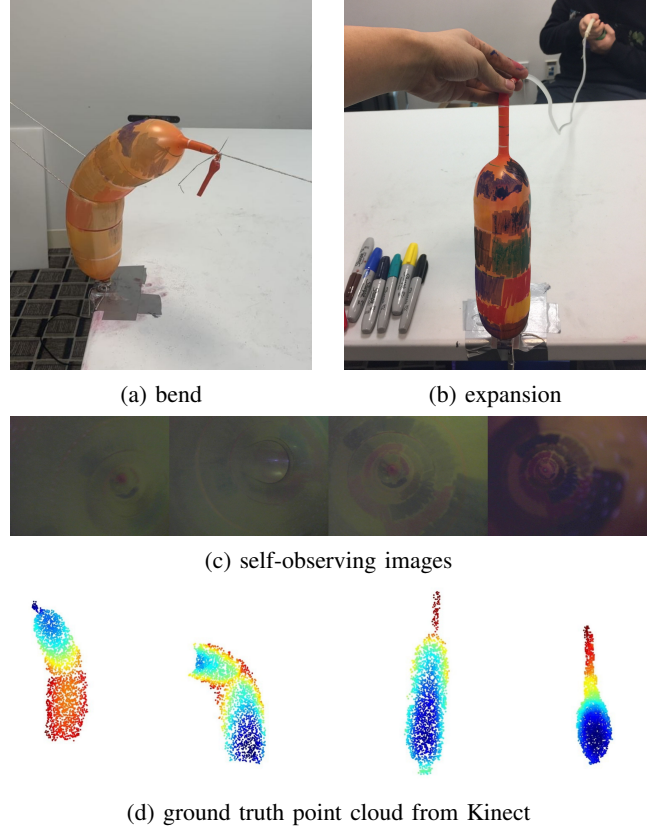 (a) bend
(b) expansion
(c) self-observing images
(d) ground truth point cloud from Kinect